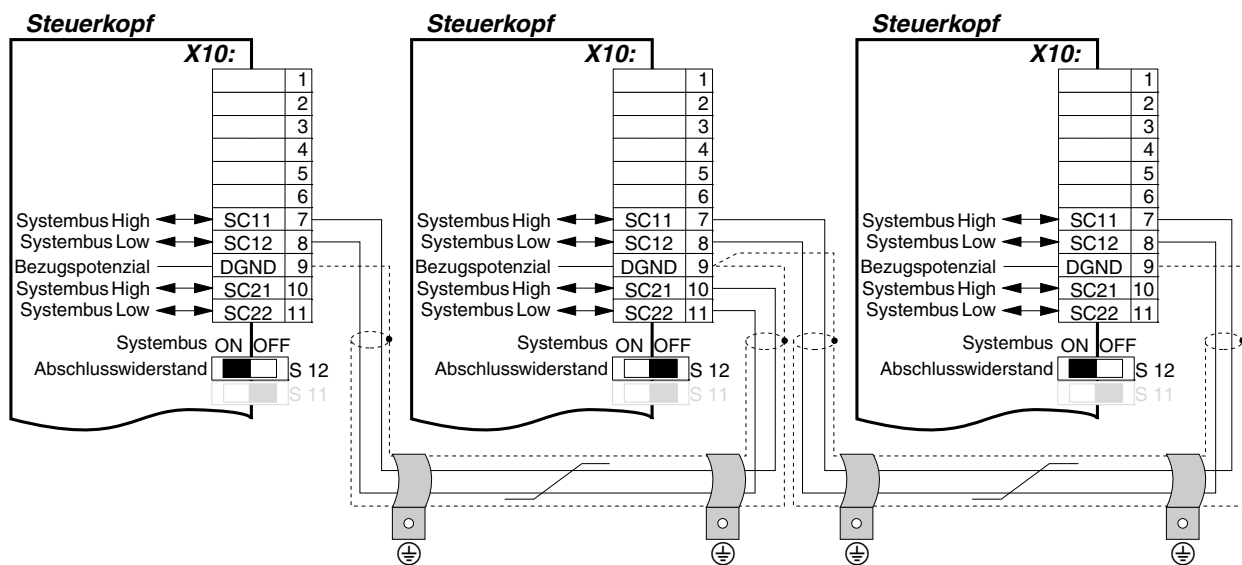 Steuerkopf
X10:
1
2
3
4
5
6
Systembus High SC11 7
Systembus Low SC12 8
Bezugspotenzial DGND 9
Systembus High SC21 10
Systembus Low SC22 11
Systembus ON OFF
Abschlusswiderstand S 12
S 11
Steuerkopf
X10:
1
2
3
4
5
6
Systembus High SC11 7
Systembus Low SC12 8
Bezugspotenzial DGND 9
Systembus High SC21 10
Systembus Low SC22 11
Systembus ON OFF
Abschlusswiderstand S 12
S 11
Steuerkopf
X10:
1
2
3
4
5
6
Systembus High SC11 7
Systembus Low SC12 8
Bezugspotenzial DGND 9
Systembus High SC21 10
Systembus Low SC22 11
Systembus ON OFF
Abschlusswiderstand S 12
S 11